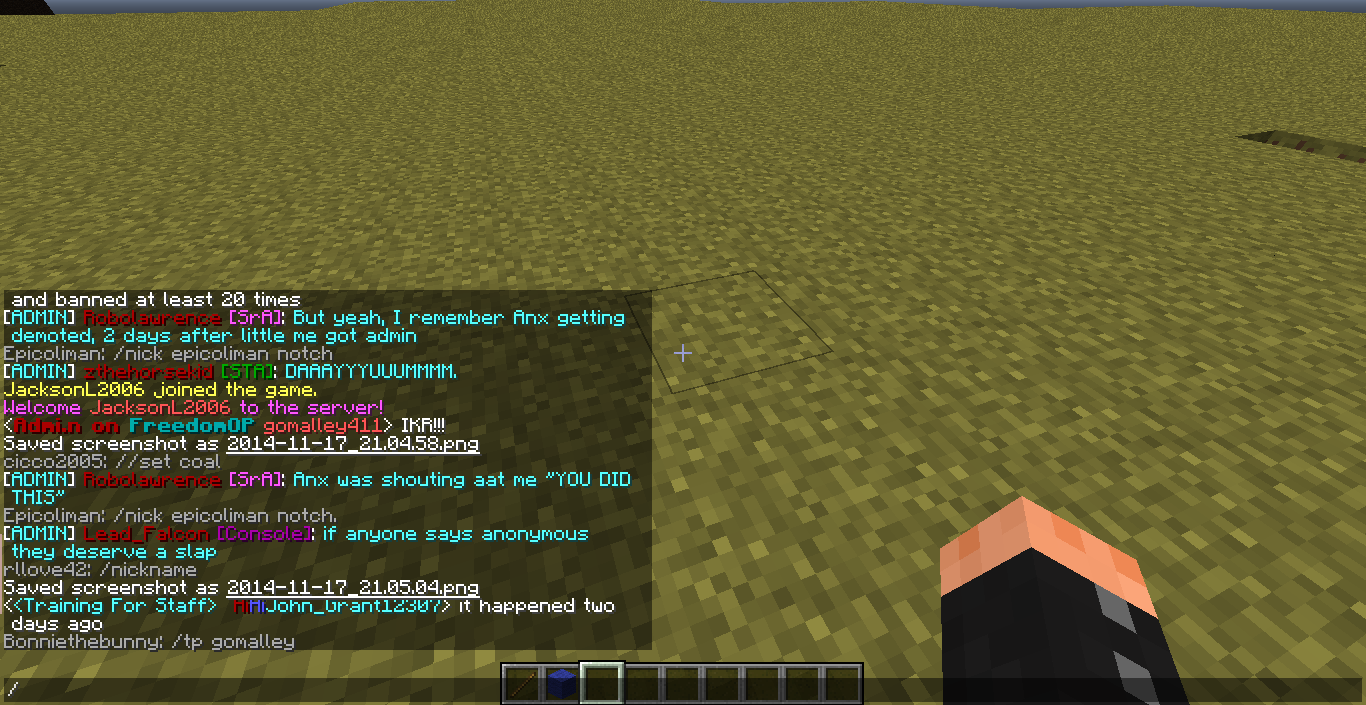 and banned at least 20 times
[ADMIN] Robolawrence [SrA]: But yeah, I remember Anx getting
demoted, 2 days after little me got admin
Epicoliman: /nick epicoliman notch
[ADMIN] zthehorsekid [STA]: DAAAYYYUUUMMMM.
JacksonL2006 joined the game.
Welcome JacksonL2006 to the server!
<Admin on FreedomOP gomalley411> IKR!!!
Saved screenshot as 2014-11-17_21.04.58.png
cicco2005: //set coal
[ADMIN] Robolawrence [SrA]: Anx was shouting aat me "YOU DID
THIS"
Epicoliman: /nick epicoliman notch.
[ADMIN] Lead_Falcon [Console]: if anyone says anonymous
they deserve a slap
rllove42: /nickname
Saved screenshot as 2014-11-17_21.05.04.png
<<Training For Staff> John_Grant12307> it happened two
days ago
Bonniethebunny: /tp gomalley
/